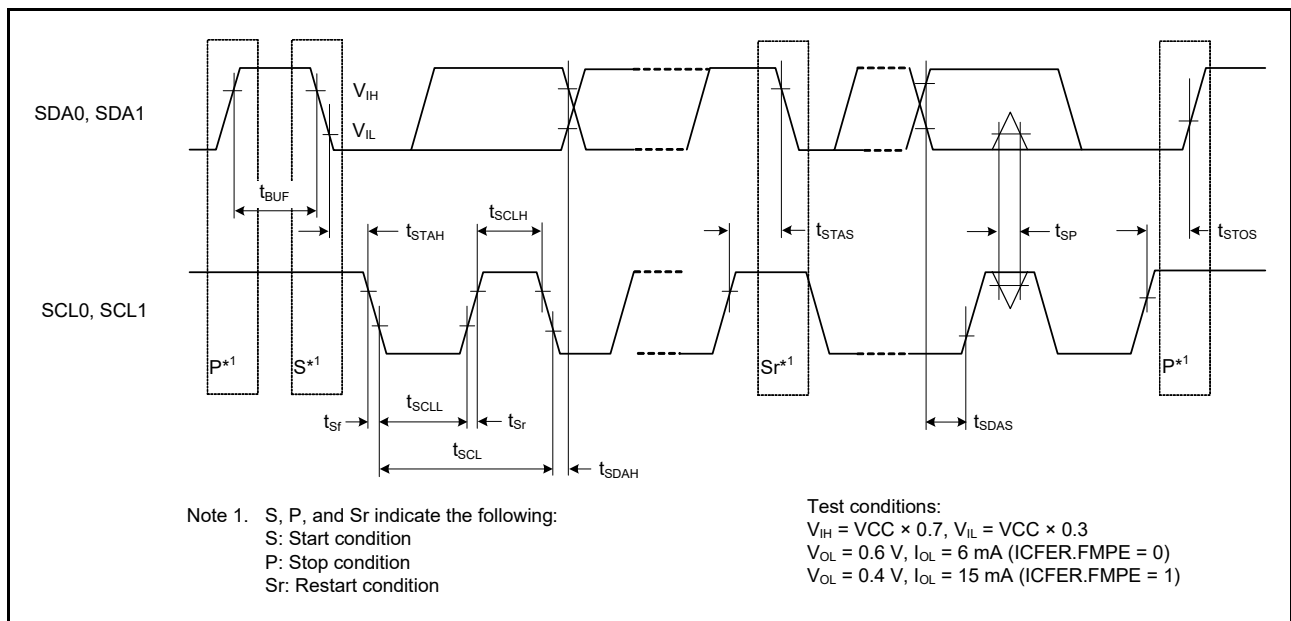 SDA0, SDA1
V_IH
V_IL
t_BUF
t_STAH
t_SCLH
t_STAS
t_SP
t_STOS
SCL0, SCL1
P*¹
S*¹
Sr*¹
P*¹
t_Sf
t_SCLL
t_Sr
t_SDAS
t_SCL
t_SDAH
Note 1. S, P, and Sr indicate the following:
S: Start condition
P: Stop condition
Sr: Restart condition
Test conditions:
V_IH = VCC × 0.7, V_IL = VCC × 0.3
V_OL = 0.6 V, I_OL = 6 mA (ICFER.FMPE = 0)
V_OL = 0.4 V, I_OL = 15 mA (ICFER.FMPE = 1)